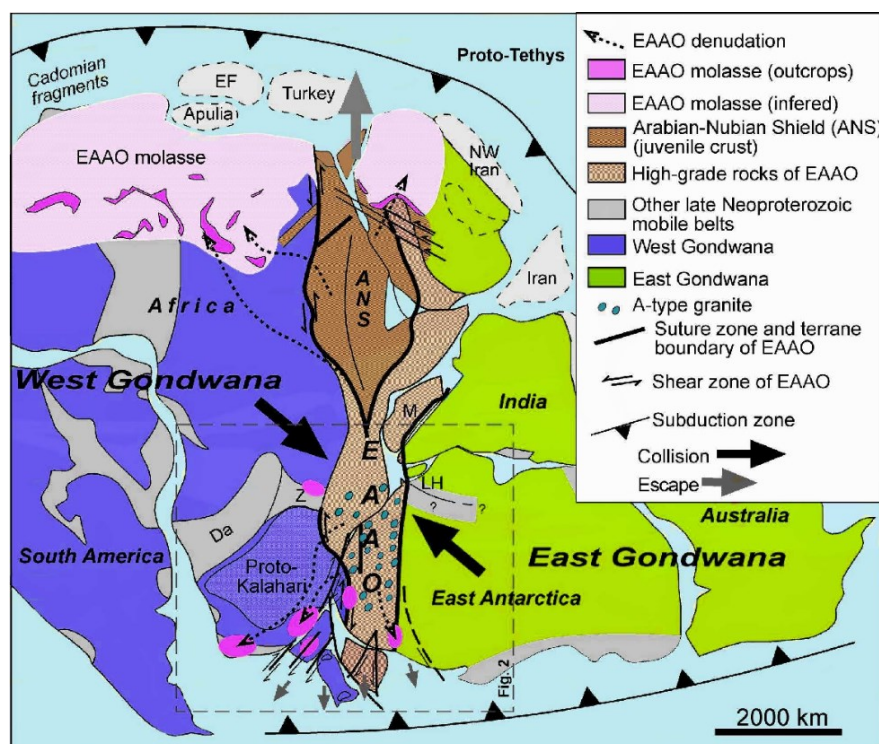 Proto-Tethys
Cadomian
fragments
EF
Turkey
Apulia
EAAO molasse
NW
Iran
Iran
Africa
ANS
West Gondwana
M
India
EAAO
LH
?
?
Z
Da
South America
Proto-
Kalahari
East Gondwana
East Antarctica
Australia
Fig. 2
2000 km
EAAO denudation
EAAO molasse (outcrops)
EAAO molasse (infered)
Arabian-Nubian Shield (ANS)
(juvenile crust)
High-grade rocks of EAAO
Other late Neoproterozoic
mobile belts
West Gondwana
East Gondwana
A-type granite
Suture zone and terrane
boundary of EAAO
Shear zone of EAAO
Subduction zone
Collision
Escape